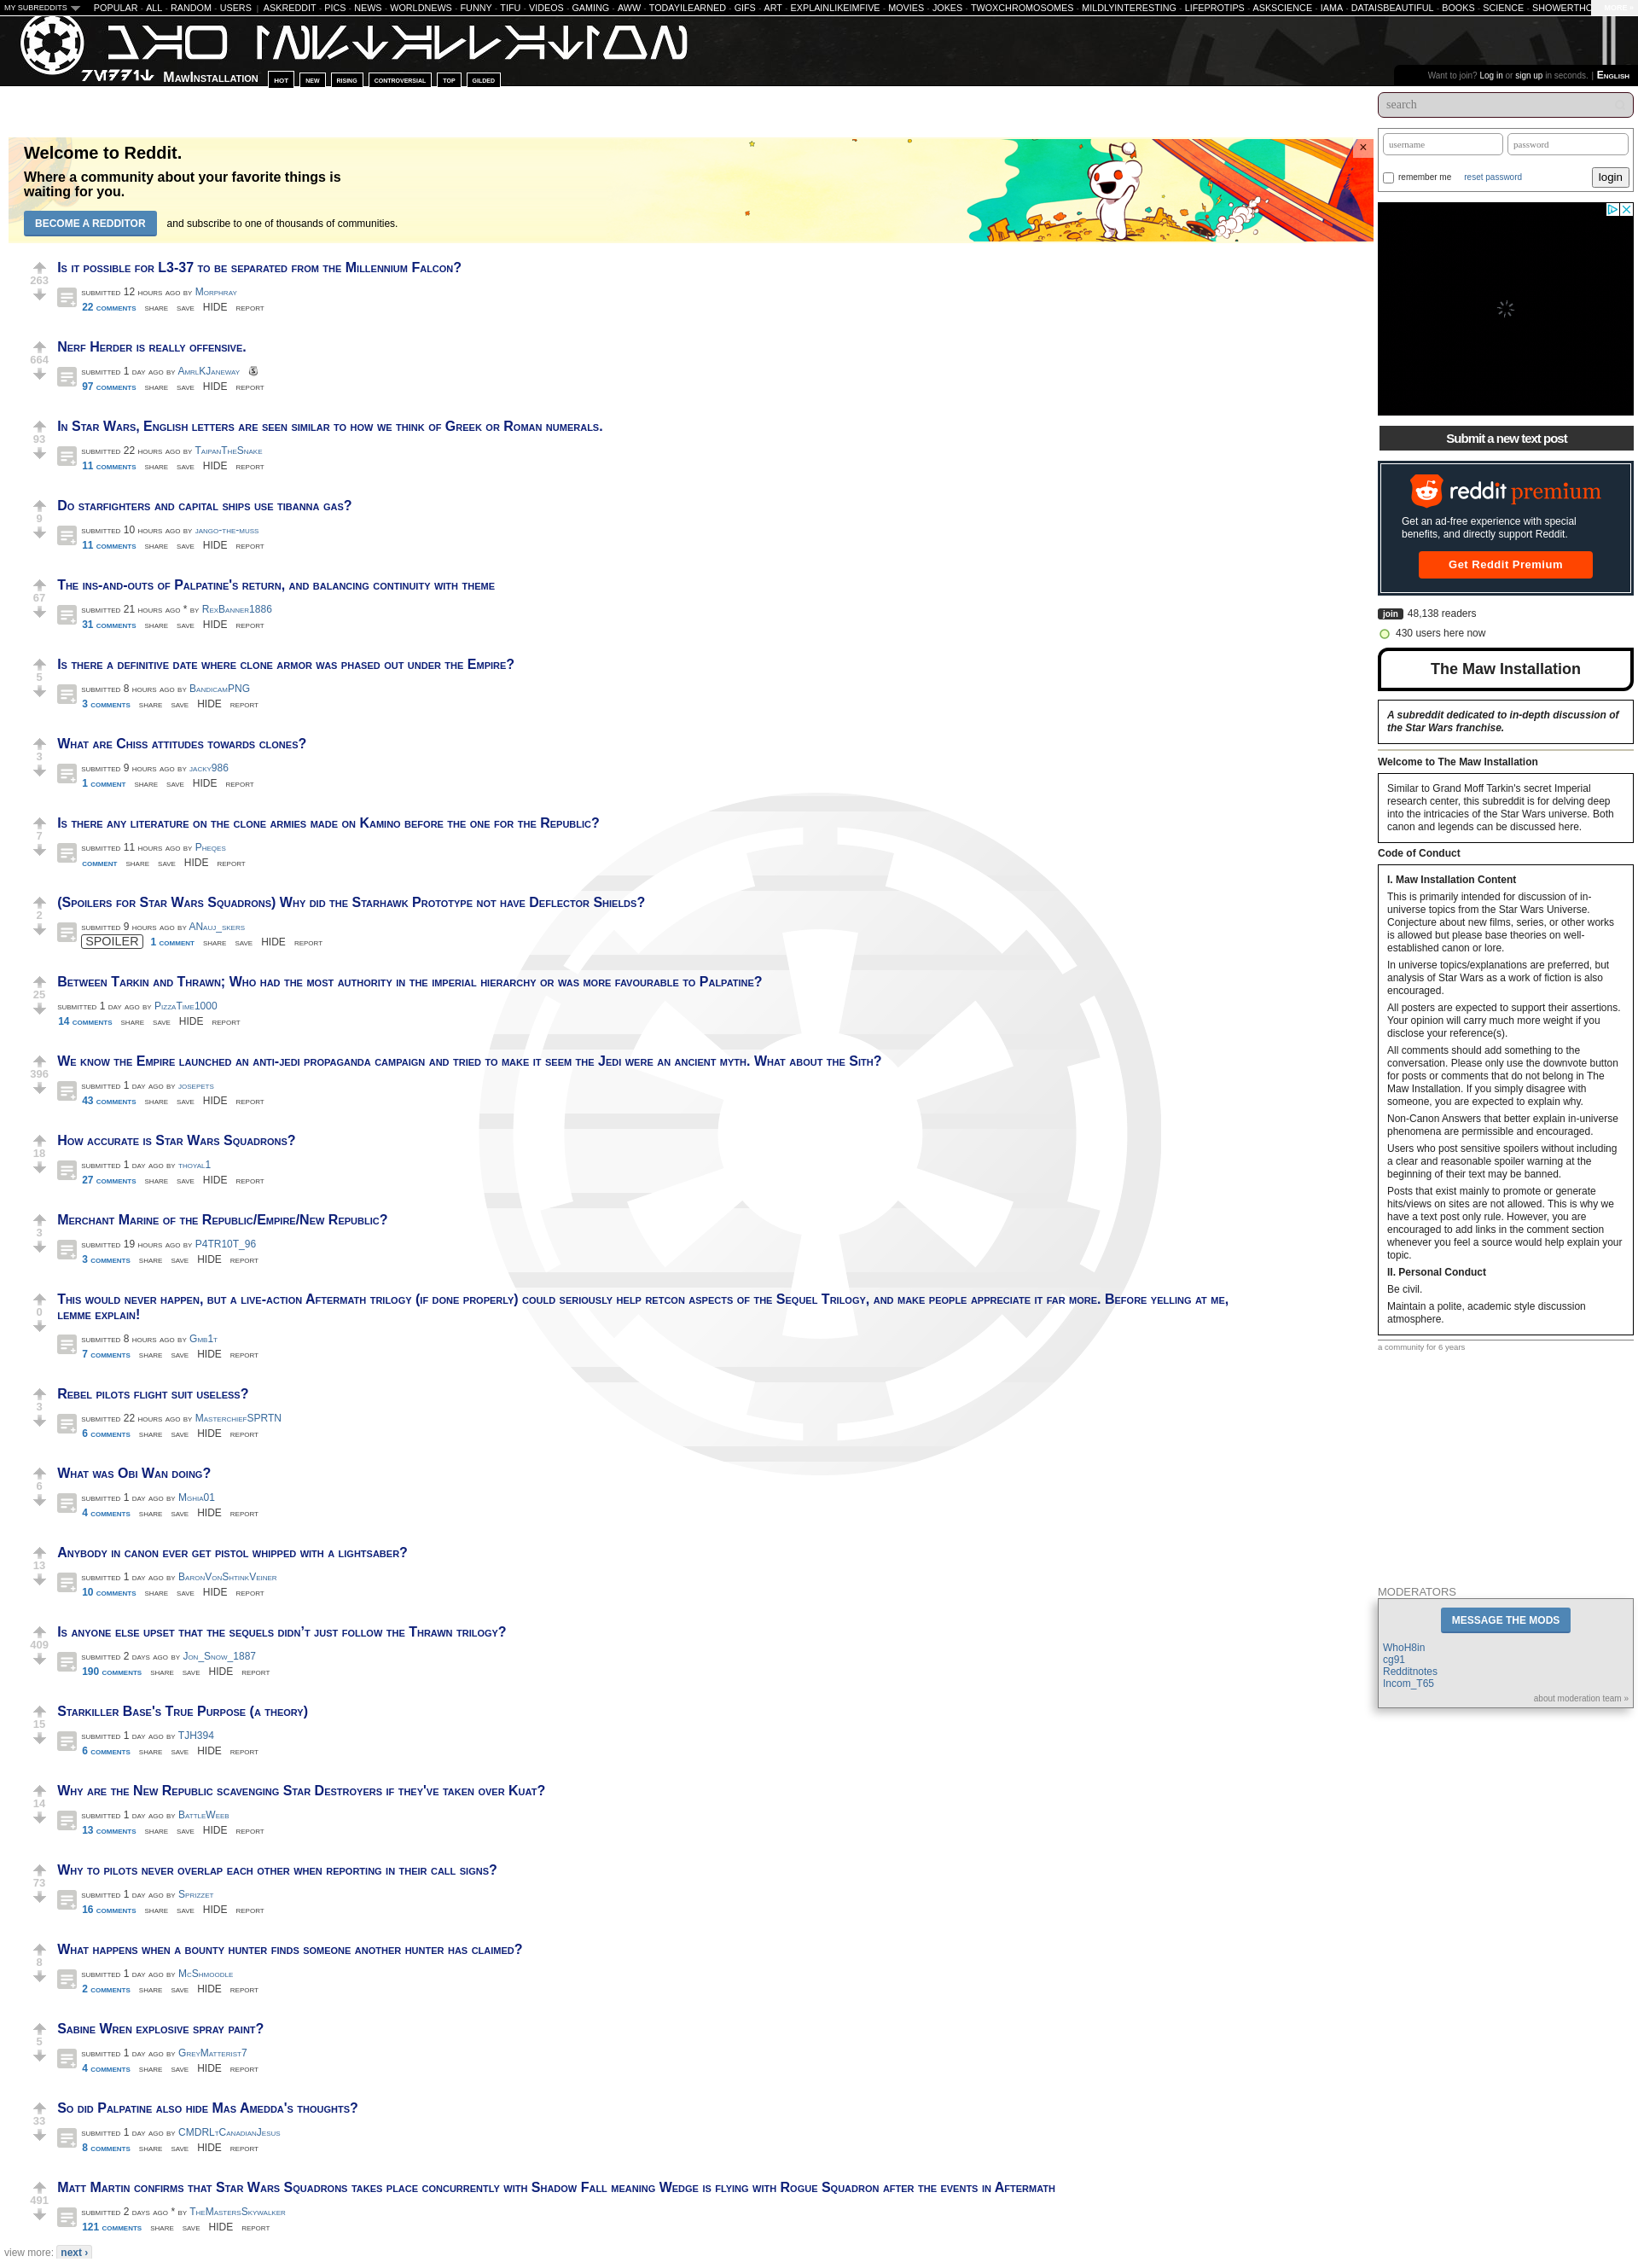 MY SUBREDDITS POPULAR - ALL - RANDOM - USERS | ASKREDDIT - PICS - NEWS - WORLDNEWS - FUNNY - TIFU - VIDEOS - GAMING - AWW - TODAYILEARNED - GIFS - ART - EXPLAINLIKEIMFIVE - MOVIES - JOKES - TWOXCHROMOSOMES - MILDLYINTERESTING - LIFEPROTIPS - ASKSCIENCE - IAMA - DATAISBEAUTIFUL - BOOKS - SCIENCE - SHOWERTHO
MawInstallation HOT NEW RISING CONTROVERSIAL TOP GILDED
Want to join? Log in or sign up in seconds. | English
Welcome to Reddit.
Where a community about your favorite things is
waiting for you.
BECOME A REDDITOR and subscribe to one of thousands of communities.
×
Is it possible for L3-37 to be separated from the Millennium Falcon?
263
submitted 12 hours ago by Morphray
22 comments share save HIDE report
Nerf Herder is really offensive.
664
submitted 1 day ago by AmrlKJaneway
97 comments share save HIDE report
In Star Wars, English letters are seen similar to how we think of Greek or Roman numerals.
93
submitted 22 hours ago by TaipanTheSnake
11 comments share save HIDE report
Do starfighters and capital ships use tibanna gas?
9
submitted 10 hours ago by jango-the-muss
11 comments share save HIDE report
The ins-and-outs of Palpatine's return, and balancing continuity with theme
67
submitted 21 hours ago * by RexBanner1886
31 comments share save HIDE report
Is there a definitive date where clone armor was phased out under the Empire?
5
submitted 8 hours ago by BandicamPNG
3 comments share save HIDE report
What are Chiss attitudes towards clones?
3
submitted 9 hours ago by jacky986
1 comment share save HIDE report
Is there any literature on the clone armies made on Kamino before the one for the Republic?
7
submitted 11 hours ago by Pheqes
comment share save HIDE report
(Spoilers for Star Wars Squadrons) Why did the Starhawk Prototype not have Deflector Shields?
2
submitted 9 hours ago by ANauj_skers
SPOILER 1 comment share save HIDE report
Between Tarkin and Thrawn; Who had the most authority in the imperial hierarchy or was more favourable to Palpatine?
25
submitted 1 day ago by PizzaTime1000
14 comments share save HIDE report
We know the Empire launched an anti-jedi propaganda campaign and tried to make it seem the Jedi were an ancient myth. What about the Sith?
396
submitted 1 day ago by josepets
43 comments share save HIDE report
How accurate is Star Wars Squadrons?
18
submitted 1 day ago by thoyal1
27 comments share save HIDE report
Merchant Marine of the Republic/Empire/New Republic?
3
submitted 19 hours ago by P4TR10T_96
3 comments share save HIDE report
This would never happen, but a live-action Aftermath trilogy (if done properly) could seriously help retcon aspects of the Sequel Trilogy, and make people appreciate it far more. Before yelling at me,
lemme explain!
0
submitted 8 hours ago by Gmb1t
7 comments share save HIDE report
Rebel pilots flight suit useless?
3
submitted 22 hours ago by MasterchiefSPRTN
6 comments share save HIDE report
What was Obi Wan doing?
6
submitted 1 day ago by Mghia01
4 comments share save HIDE report
Anybody in canon ever get pistol whipped with a lightsaber?
13
submitted 1 day ago by BaronVonShtinkVeiner
10 comments share save HIDE report
Is anyone else upset that the sequels didn’t just follow the Thrawn trilogy?
409
submitted 2 days ago by Jon_Snow_1887
190 comments share save HIDE report
Starkiller Base's True Purpose (a theory)
15
submitted 1 day ago by TJH394
6 comments share save HIDE report
Why are the New Republic scavenging Star Destroyers if they've taken over Kuat?
14
submitted 1 day ago by BattleWeeb
13 comments share save HIDE report
Why to pilots never overlap each other when reporting in their call signs?
73
submitted 1 day ago by Sprizzet
16 comments share save HIDE report
What happens when a bounty hunter finds someone another hunter has claimed?
8
submitted 1 day ago by McShmoodle
2 comments share save HIDE report
Sabine Wren explosive spray paint?
5
submitted 1 day ago by GreyMatterist7
4 comments share save HIDE report
So did Palpatine also hide Mas Amedda's thoughts?
33
submitted 1 day ago by CMDRLtCanadianJesus
8 comments share save HIDE report
Matt Martin confirms that Star Wars Squadrons takes place concurrently with Shadow Fall meaning Wedge is flying with Rogue Squadron after the events in Aftermath
491
submitted 2 days ago * by TheMastersSkywalker
121 comments share save HIDE report
view more: next ›
search
username password
remember me reset password login
Submit a new text post
reddit premium
Get an ad-free experience with special
benefits, and directly support Reddit.
Get Reddit Premium
join 48,138 readers
430 users here now
The Maw Installation
A subreddit dedicated to in-depth discussion of
the Star Wars franchise.
Welcome to The Maw Installation
Similar to Grand Moff Tarkin's secret Imperial
research center, this subreddit is for delving deep
into the intricacies of the Star Wars universe. Both
canon and legends can be discussed here.
Code of Conduct
I. Maw Installation Content
This is primarily intended for discussion of in-
universe topics from the Star Wars Universe.
Conjecture about new films, series, or other works
is allowed but please base theories on well-
established canon or lore.
In universe topics/explanations are preferred, but
analysis of Star Wars as a work of fiction is also
encouraged.
All posters are expected to support their assertions.
Your opinion will carry much more weight if you
disclose your reference(s).
All comments should add something to the
conversation. Please only use the downvote button
for posts or comments that do not belong in The
Maw Installation. If you simply disagree with
someone, you are expected to explain why.
Non-Canon Answers that better explain in-universe
phenomena are permissible and encouraged.
Users who post sensitive spoilers without including
a clear and reasonable spoiler warning at the
beginning of their text may be banned.
Posts that exist mainly to promote or generate
hits/views on sites are not allowed. This is why we
have a text post only rule. However, you are
encouraged to add links in the comment section
whenever you feel a source would help explain your
topic.
II. Personal Conduct
Be civil.
Maintain a polite, academic style discussion
atmosphere.
a community for 6 years
MODERATORS
MESSAGE THE MODS
WhoH8in
cg91
Redditnotes
Incom_T65
about moderation team »